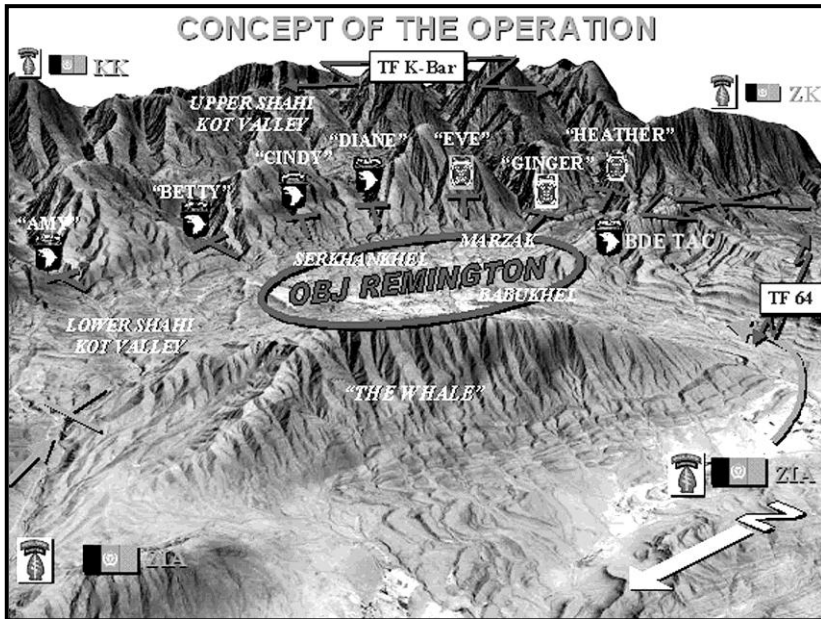 CONCEPT OF THE OPERATION
KK
TF K-Bar
ZK
UPPER SHAHI
KOT VALLEY
"HEATHER"
"DIANE"
"EVE"
"CINDY"
"GINGER"
"BETTY"
"AMY"
BDE TAC
MARZAK
SERKHANKHEL
OBJ REMINGTON
BABUKHEL
TF 64
LOWER SHAHI
KOT VALLEY
"THE WHALE"
ZIA
ZIA